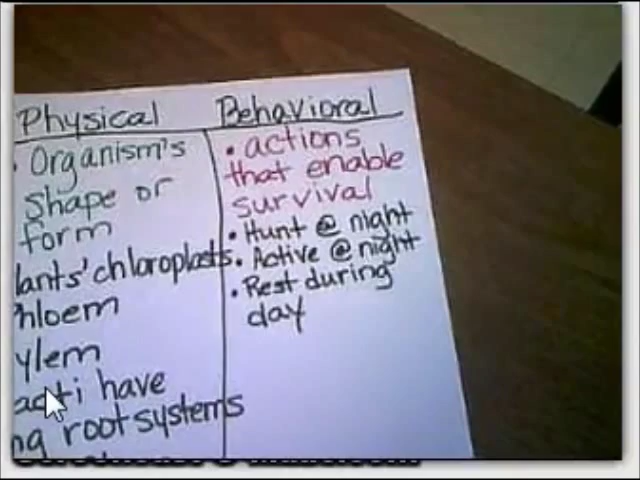 Physical
• Organism's
shape or
form
lants' chloroplasts
hloem
ylem
acti have
ng root systems
Behavioral
• actions
that enable
survival
• Hunt @ night
• Active @ night
• Rest during
day